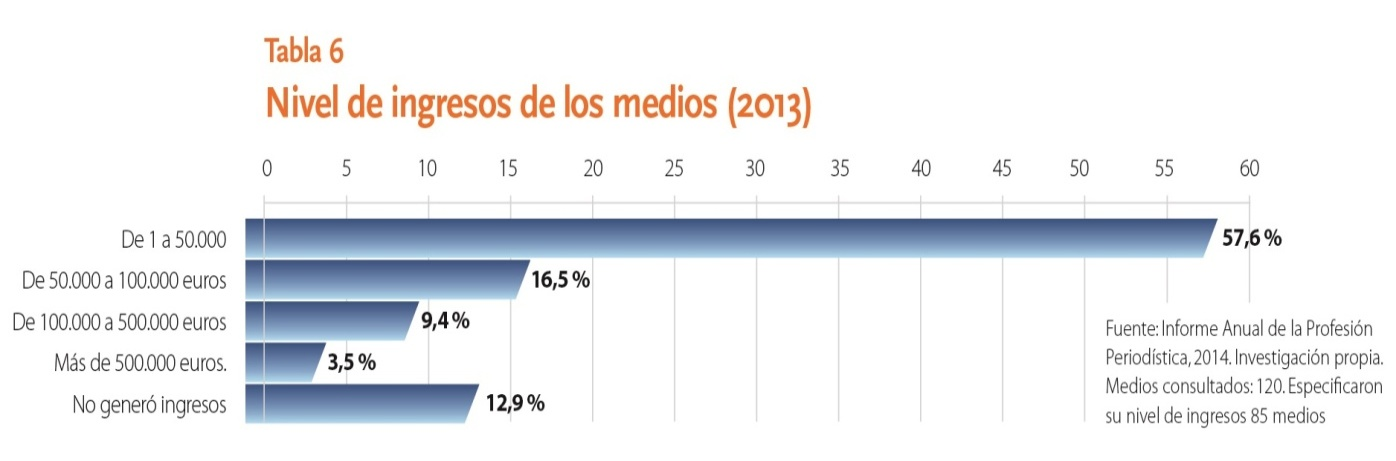 Tabla 6
Nivel de ingresos de los medios (2013)
0 5 10 15 20 25 30 35 40 45 50 55 60
De 1 a 50.000 57,6 %
De 50.000 a 100.000 euros 16,5 %
De 100.000 a 500.000 euros 9,4 %
Más de 500.000 euros. 3,5 %
No generó ingresos 12,9 %
Fuente: Informe Anual de la Profesión
Periodística, 2014. Investigación propia.
Medios consultados: 120. Especificaron
su nivel de ingresos 85 medios